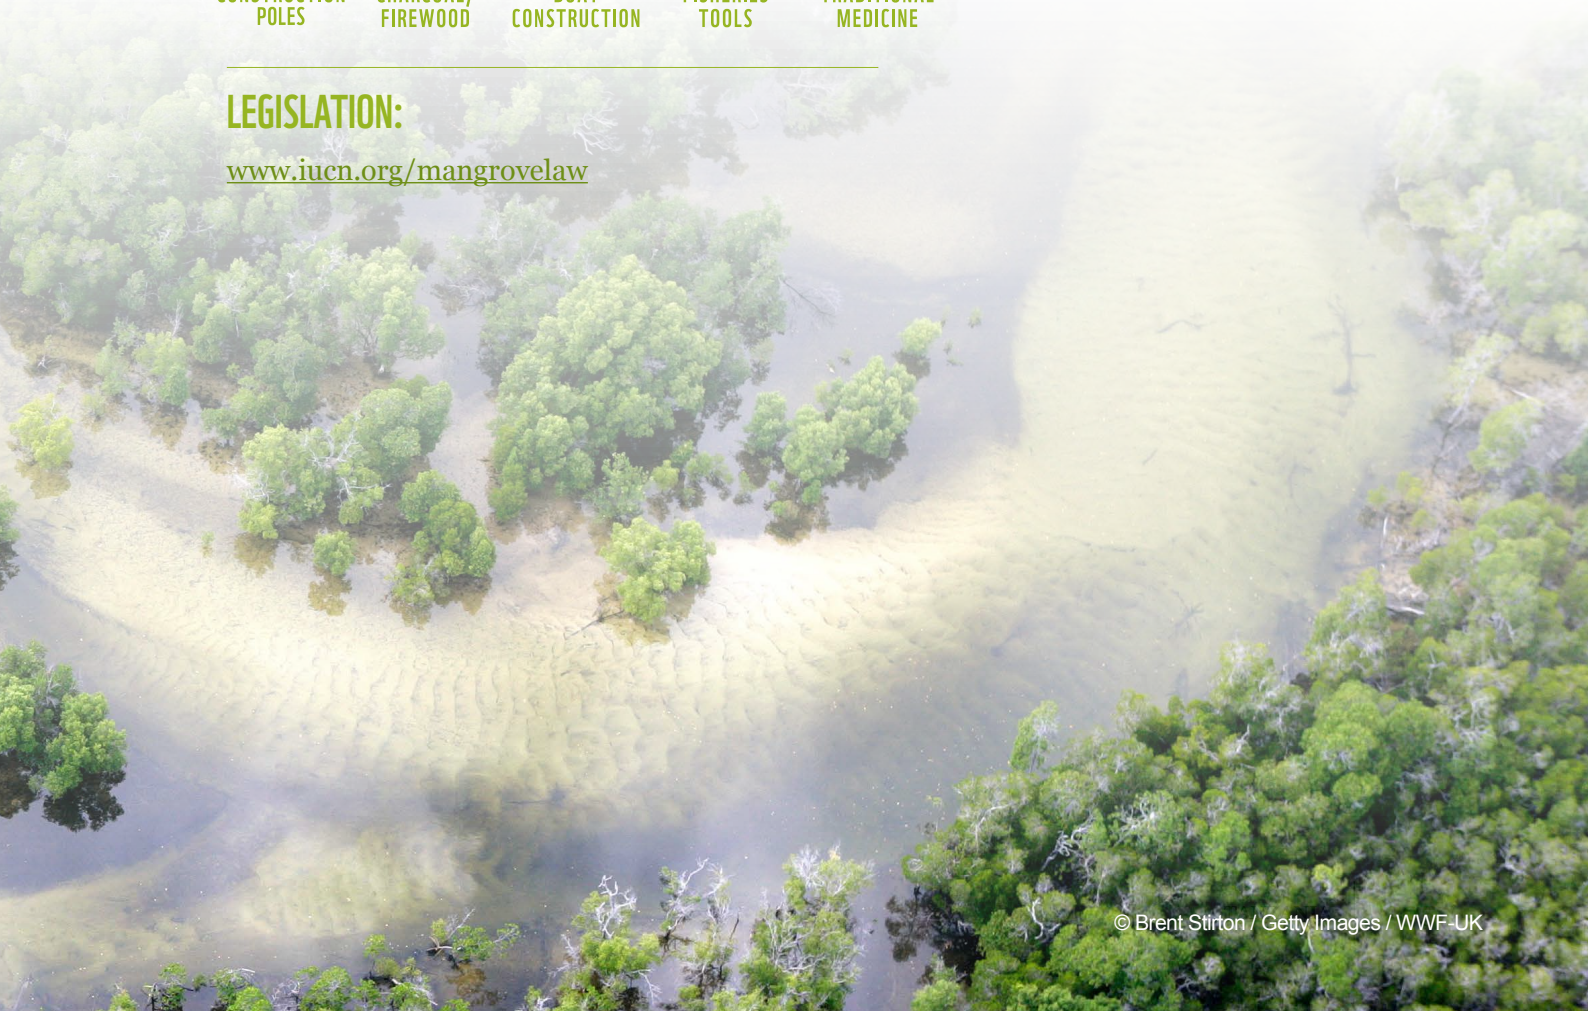 POLES
FIREWOOD
CONSTRUCTION
TOOLS
MEDICINE
LEGISLATION:
www.iucn.org/mangrovelaw
© Brent Stirton / Getty Images / WWF-UK